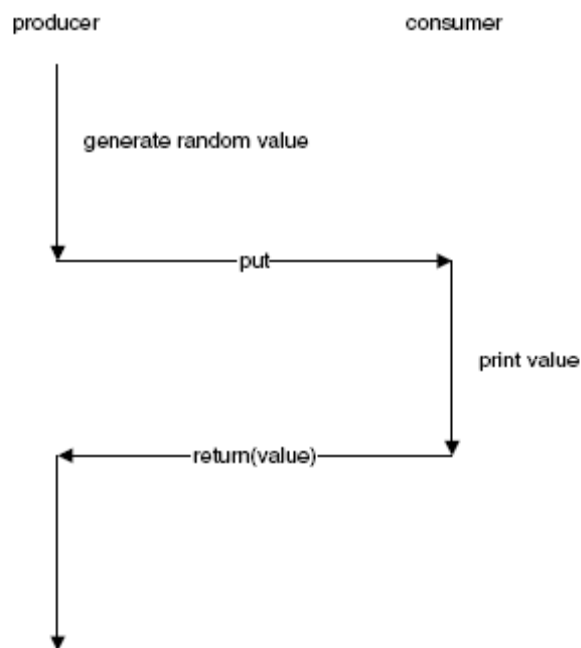 producer
consumer
generate random value
put
print value
return(value)